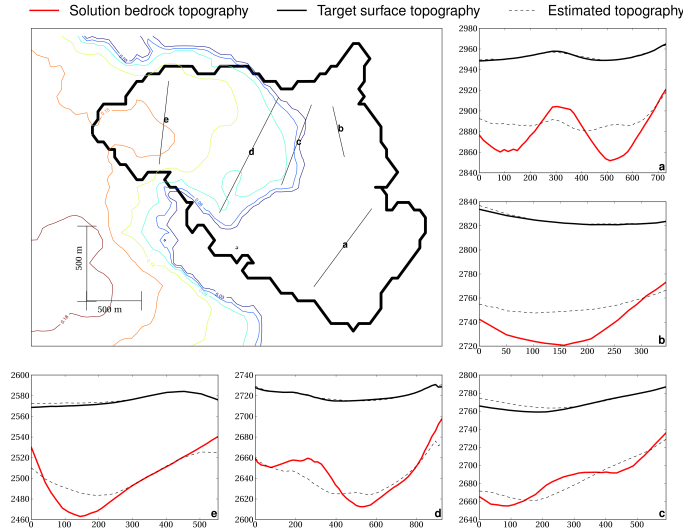 Solution bedrock topography Target surface topography Estimated topography
e
d
c
b
a
500 m
500 m
2980
2960
2940
2920
2900
2880
2860
2840
0 100 200 300 400 500 600 700
a
2840
2820
2800
2780
2760
2740
2720
0 50 100 150 200 250 300
b
2600
2580
2560
2540
2520
2500
2480
2460
0 100 200 300 400 500
e
2740
2720
2700
2680
2660
2640
2620
2600
0 200 400 600 800
d
2800
2780
2760
2740
2720
2700
2680
2660
2640
0 100 200 300 400 500
c